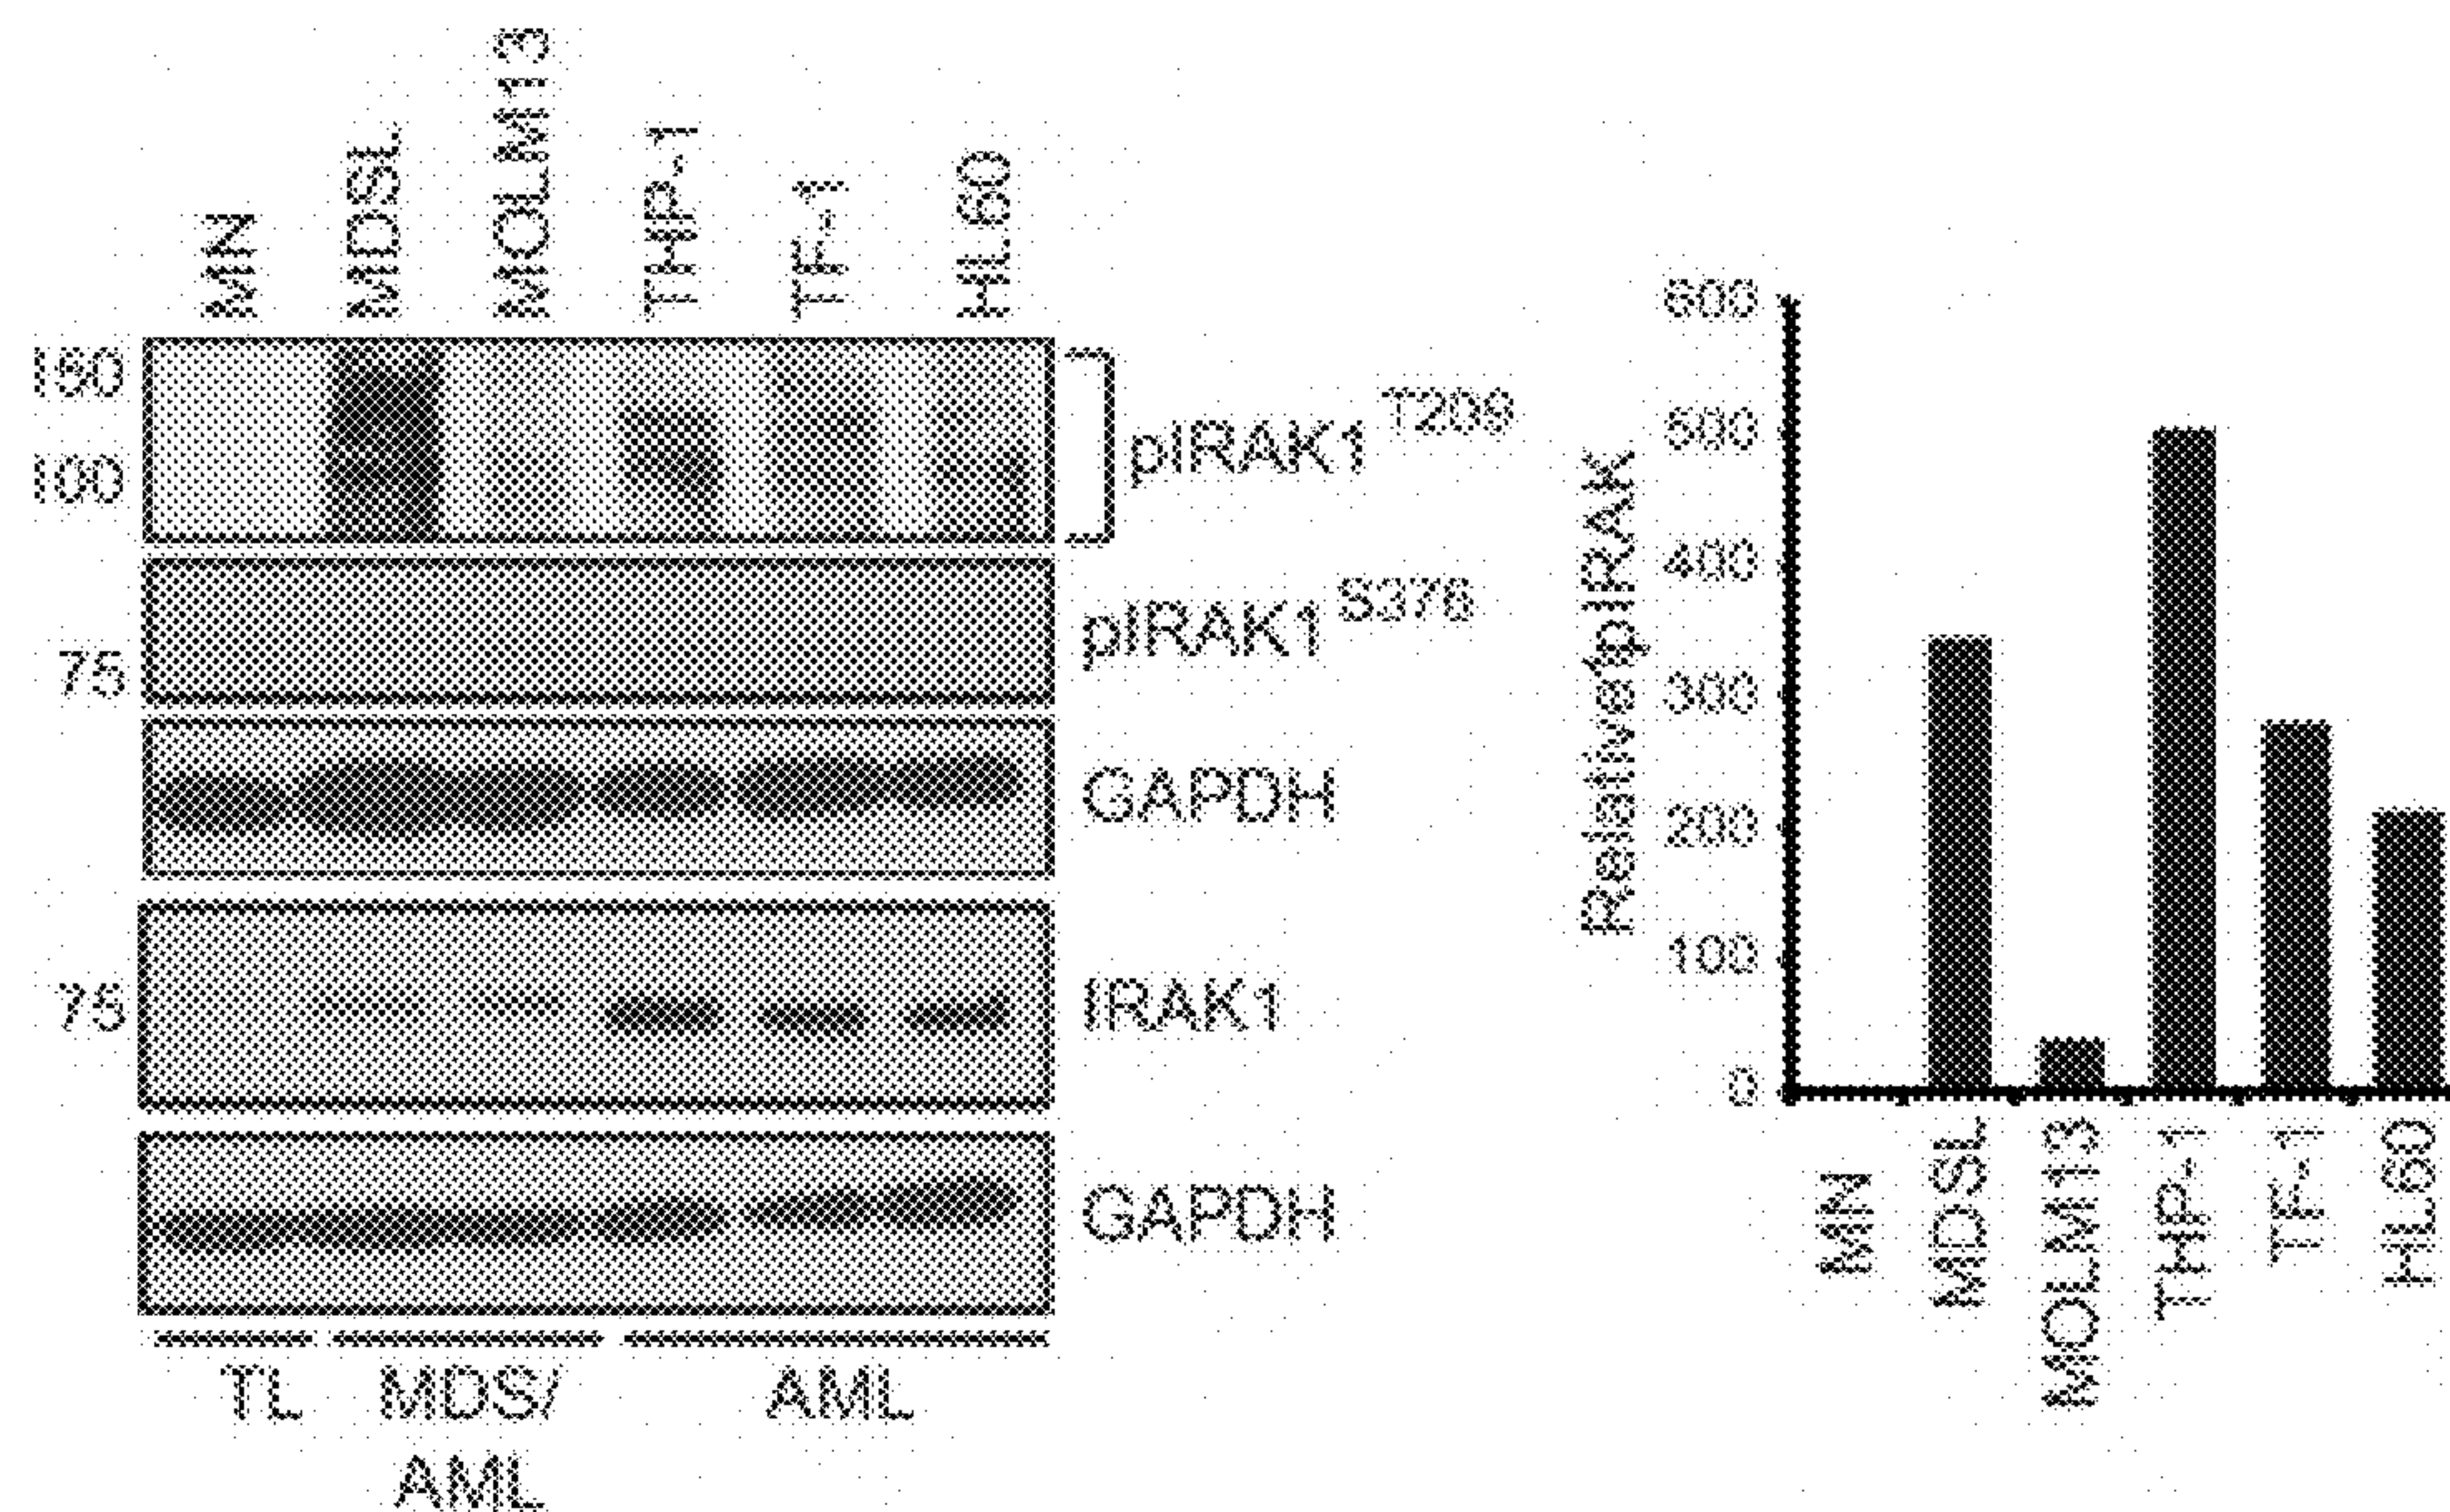 MN
MDSL
MOLM13
THP-1
TF-1
HL60
150
100
pIRAK1 T209
pIRAK1 S376
75
GAPDH
75
IRAK1
GAPDH
TL
MDS/
AML
AML
Relative pIRAK
600
500
400
300
200
100
0
MN
MDSL
MOLM13
THP-1
TF-1
HL60